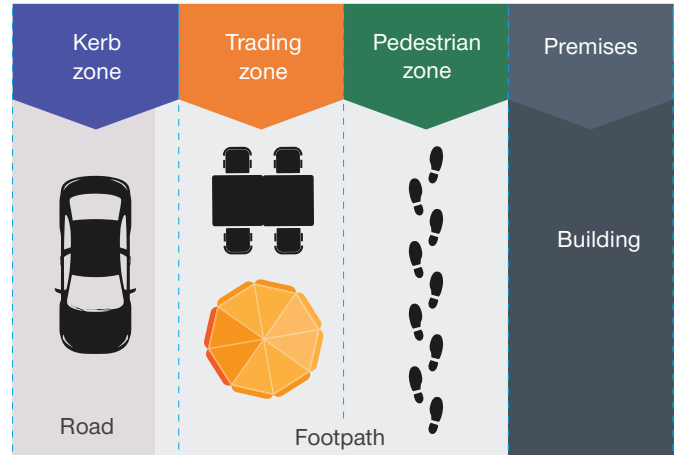 Kerb
zone
Trading
zone
Pedestrian
zone
Premises
Building
Road
Footpath